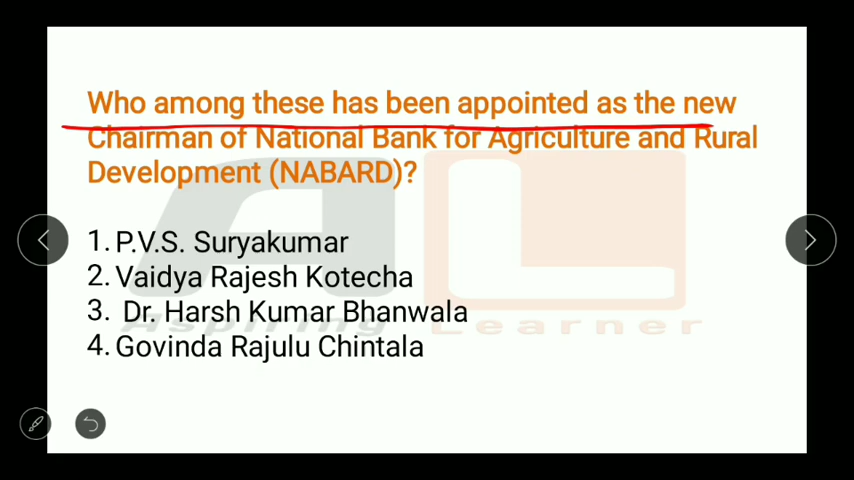 Who among these has been appointed as the new
Chairman of National Bank for Agriculture and Rural
Development (NABARD)?
1. P.V.S. Suryakumar
2. Vaidya Rajesh Kotecha
3. Dr. Harsh Kumar Bhanwala
4. Govinda Rajulu Chintala
AL
Aspiring Learner